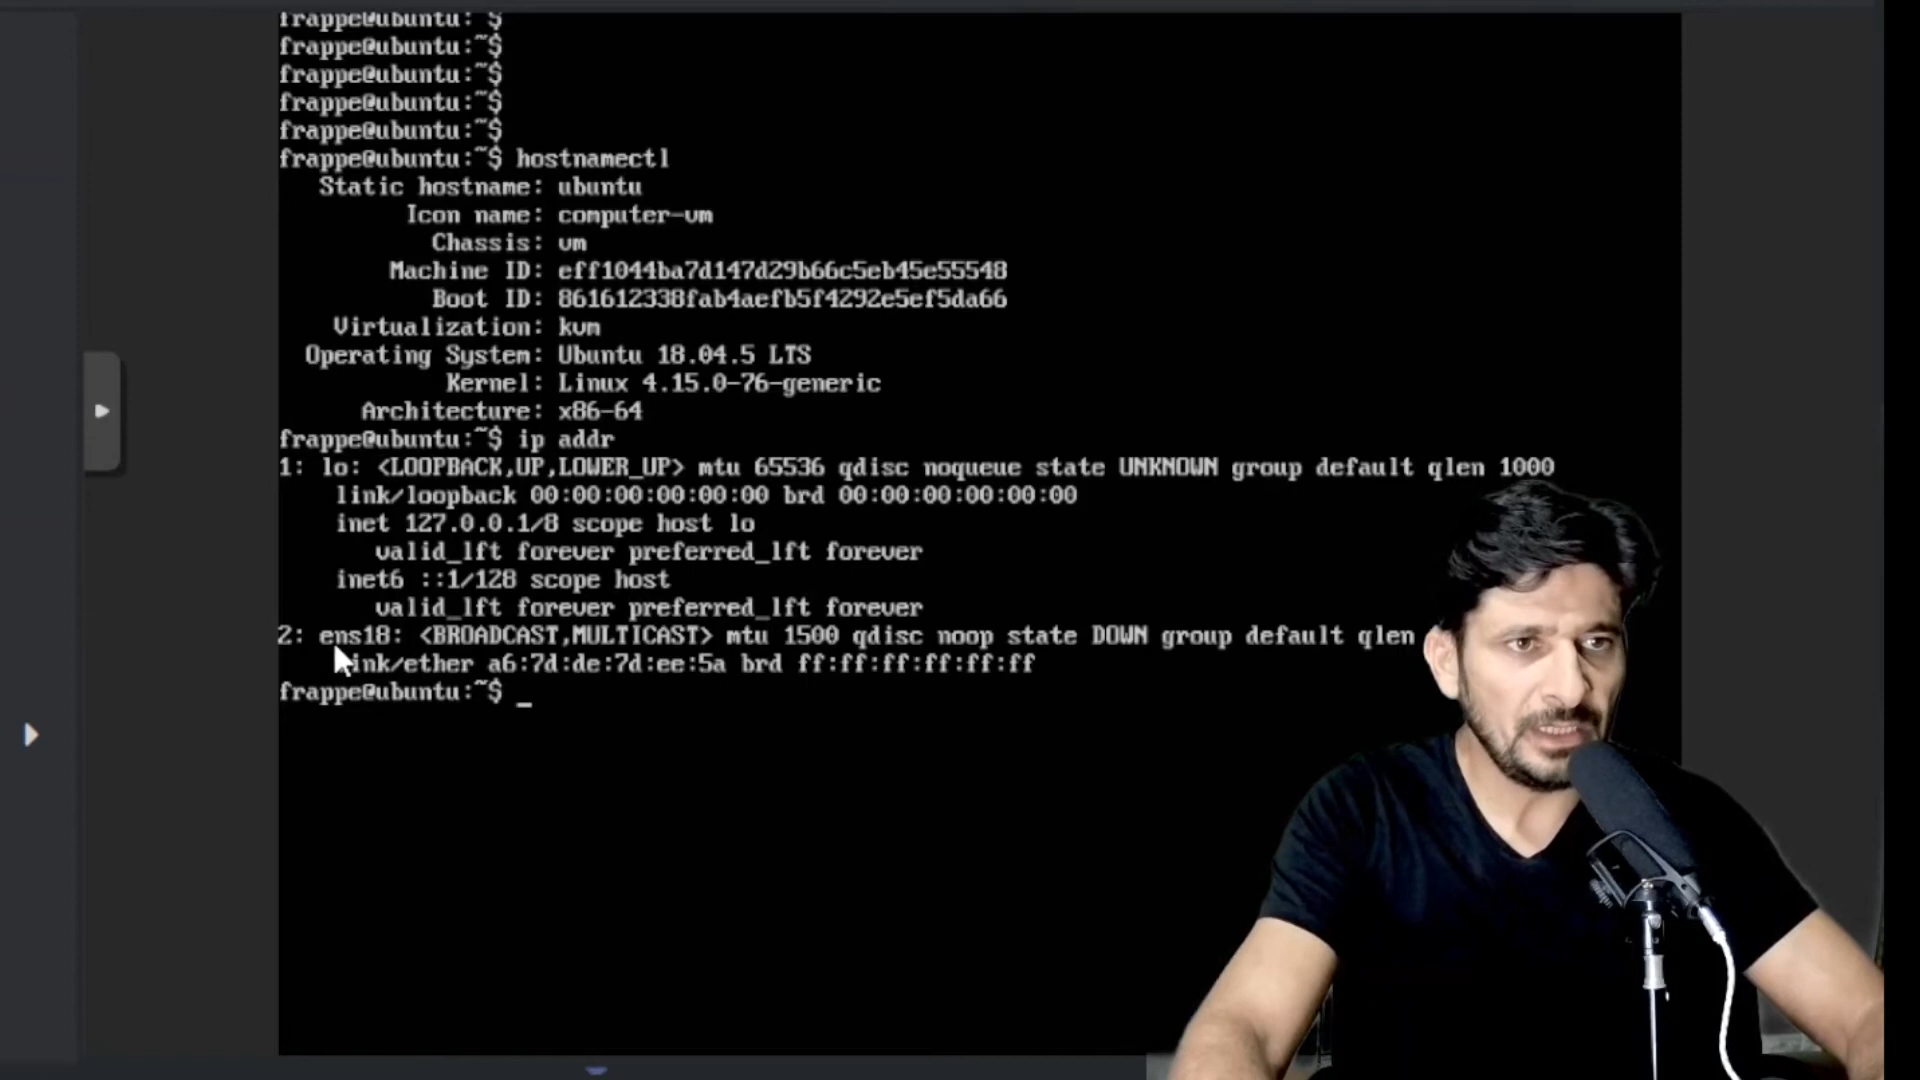 frappe@ubuntu: $
frappe@ubuntu:~$
frappe@ubuntu:~$
frappe@ubuntu:~$
frappe@ubuntu:~$
frappe@ubuntu:~$ hostnamectl
Static hostname: ubuntu
Icon name: computer-vm
Chassis: vm
Machine ID: eff1044ba7d147d29b66c5eb45e55548
Boot ID: 861612338fab4aefb5f4292e5ef5da66
Virtualization: kvm
Operating System: Ubuntu 18.04.5 LTS
Kernel: Linux 4.15.0-76-generic
Architecture: x86-64
frappe@ubuntu:~$ ip addr
1: lo: <LOOPBACK,UP,LOWER_UP> mtu 65536 qdisc noqueue state UNKNOWN group default qlen 1000
link/loopback 00:00:00:00:00:00 brd 00:00:00:00:00:00
inet 127.0.0.1/8 scope host lo
valid_lft forever preferred_lft forever
inet6 ::1/128 scope host
valid_lft forever preferred_lft forever
2: ens18: <BROADCAST,MULTICAST> mtu 1500 qdisc noop state DOWN group default qlen
link/ether a6:7d:de:7d:ee:5a brd ff:ff:ff:ff:ff:ff
frappe@ubuntu:~$ _